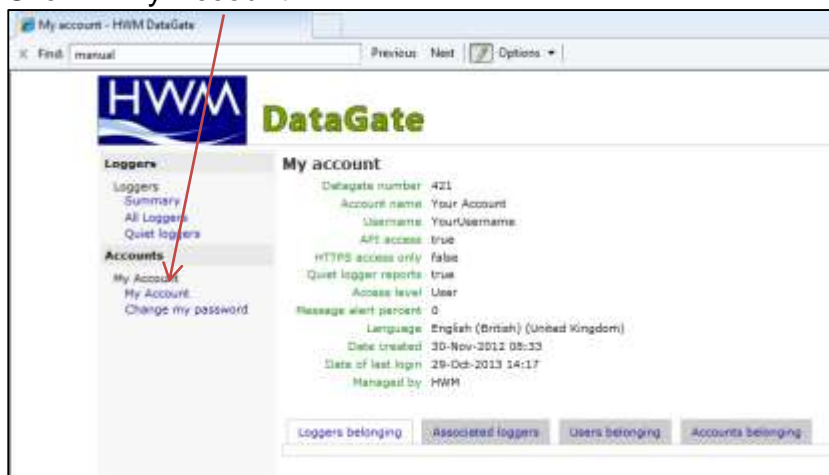 My account - HWM DataGate
X Find: manual Previous Next Options
HWM DataGate
Loggers
Loggers
Summary
All Loggers
Quiet loggers
Accounts
My Account
My Account
Change my password
My account
Datagate number 421
Account name Your Account
Username YourUsername
API access true
HTTPS access only false
Quiet logger reports true
Access level User
Message alert percent 0
Language English (British) (United Kingdom)
Date created 30-Nov-2012 08:33
Date of last login 29-Oct-2013 14:17
Managed by HWM
Loggers belonging Associated loggers Users belonging Accounts belonging